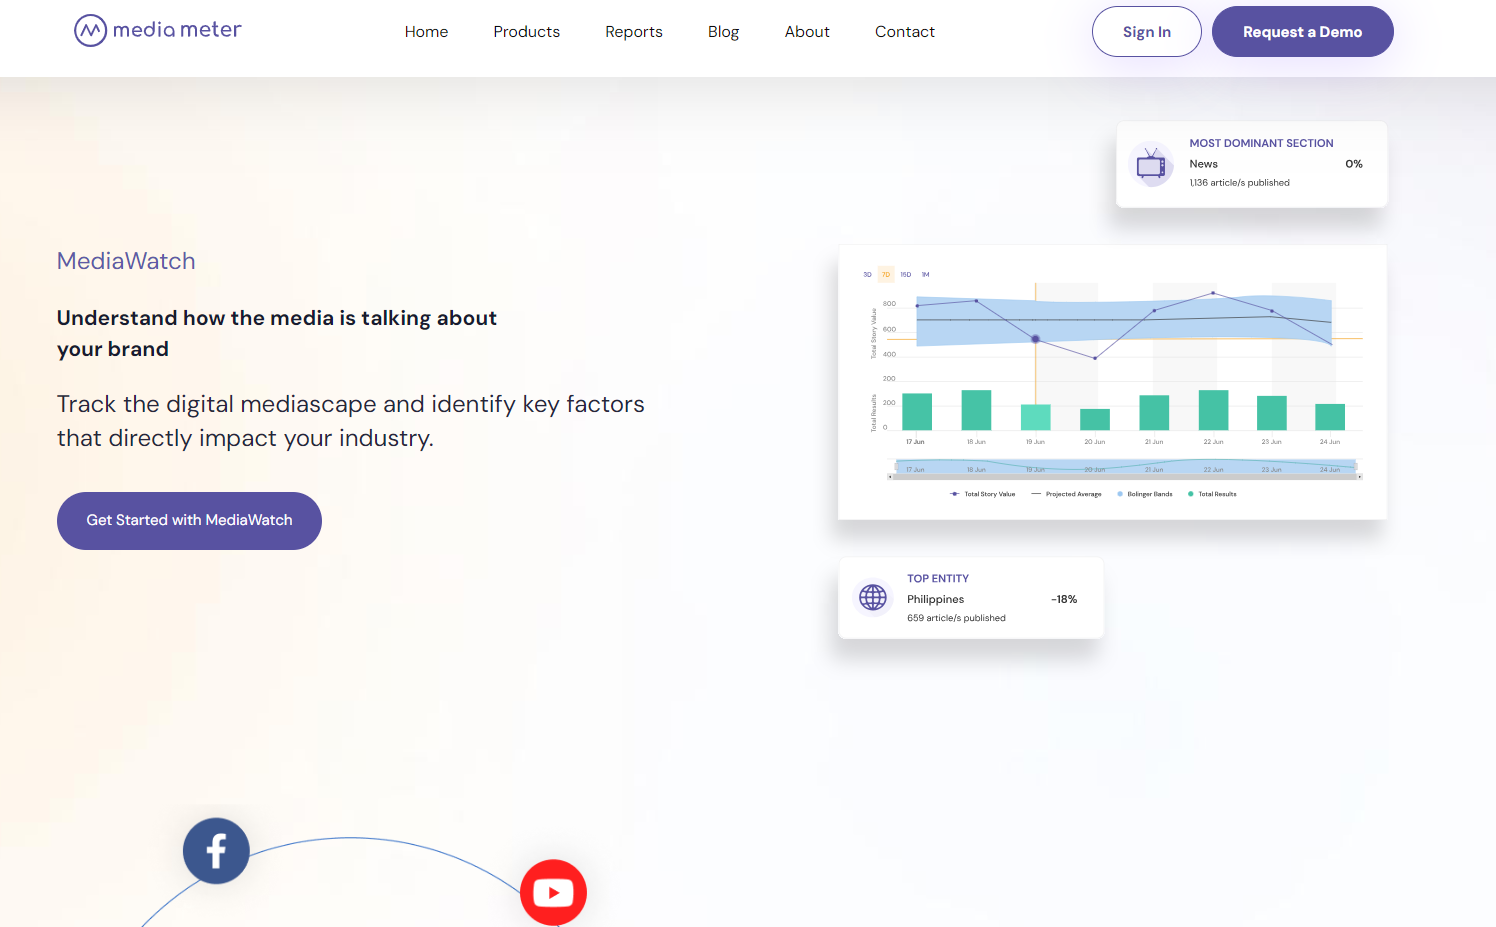 media meter
Home
Products
Reports
Blog
About
Contact
Sign In
Request a Demo
MOST DOMINANT SECTION
News 0%
1,136 article/s published
MediaWatch
Understand how the media is talking about
your brand
Track the digital mediascape and identify key factors
that directly impact your industry.
Get Started with MediaWatch
3D 7D 15D 1M
Total Story Value
800
600
400
200
Total Results
200
0
17 Jun 18 Jun 19 Jun 20 Jun 21 Jun 22 Jun 23 Jun 24 Jun
17 Jun 18 Jun 19 Jun 20 Jun 21 Jun 22 Jun 23 Jun 24 Jun
Total Story Value Projected Average Bolinger Bands Total Results
TOP ENTITY
Philippines -18%
659 article/s published